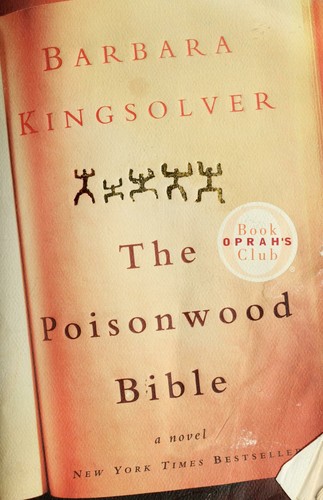 BARBARA
KINGSOLVER
The
Book
OPRAH'S
Club
Poisonwood
Bible
a novel
NEW YORK TIMES BESTSELLER